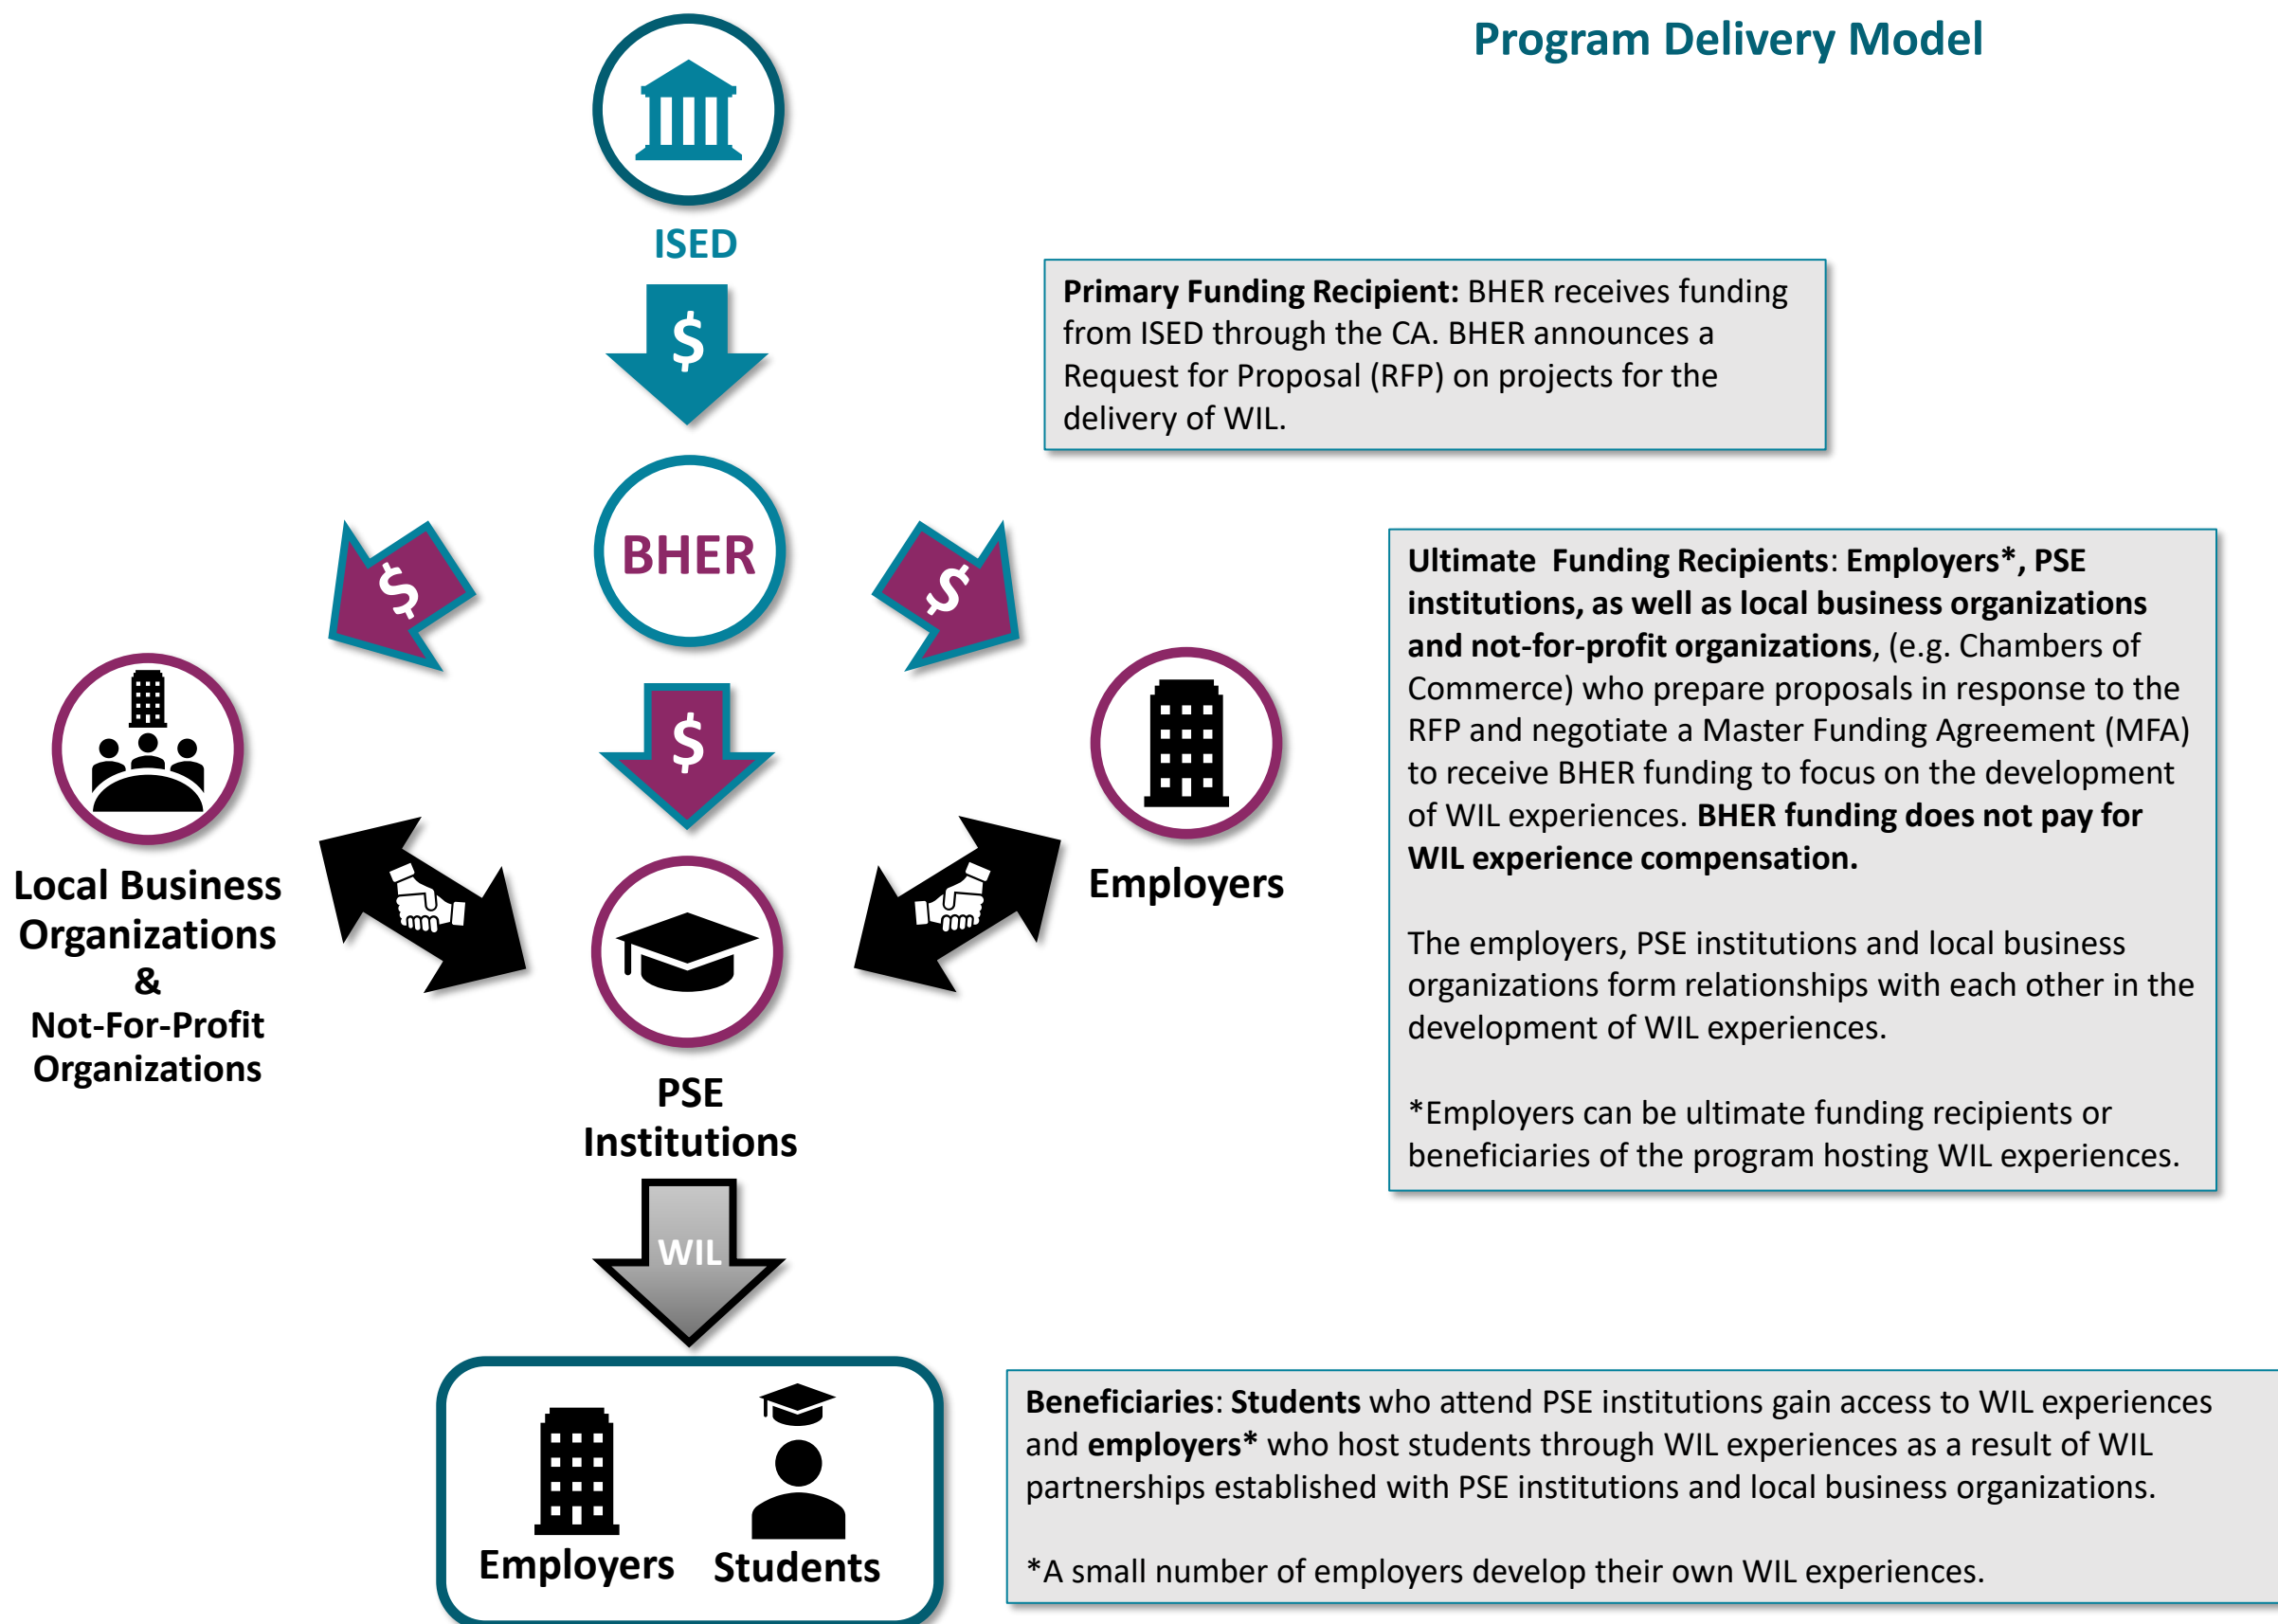 Program Delivery Model
ISED
$
Primary Funding Recipient: BHER receives funding
from ISED through the CA. BHER announces a
Request for Proposal (RFP) on projects for the
delivery of WIL.
BHER
$
$
$
Ultimate  Funding Recipients: Employers*, PSE
institutions, as well as local business organizations
and not-for-profit organizations, (e.g. Chambers of
Commerce) who prepare proposals in response to the
RFP and negotiate a Master Funding Agreement (MFA)
to receive BHER funding to focus on the development
of WIL experiences. BHER funding does not pay for
WIL experience compensation.
The employers, PSE institutions and local business
organizations form relationships with each other in the
development of WIL experiences.
*Employers can be ultimate funding recipients or
beneficiaries of the program hosting WIL experiences.
Local Business
Organizations
&
Not-For-Profit
Organizations
Employers
PSE
Institutions
WIL
Employers
Students
Beneficiaries: Students who attend PSE institutions gain access to WIL experiences
and employers* who host students through WIL experiences as a result of WIL
partnerships established with PSE institutions and local business organizations.
*A small number of employers develop their own WIL experiences.